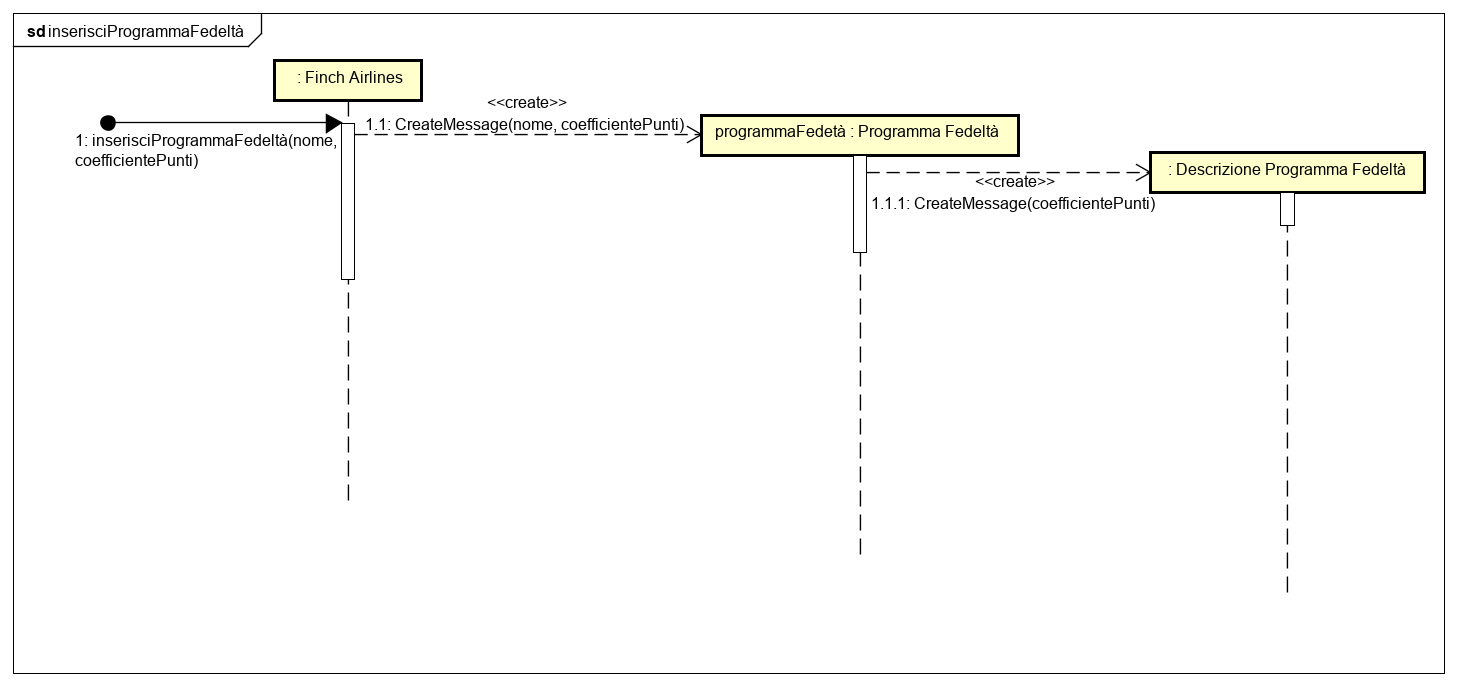 sd inserisciProgrammaFedeltà
: Finch Airlines
<<create>>
1.1: CreateMessage(nome, coefficientePunti)
programmaFedetà : Programma Fedeltà
1: inserisciProgrammaFedeltà(nome,
coefficientePunti)
: Descrizione Programma Fedeltà
<<create>>
1.1.1: CreateMessage(coefficientePunti)